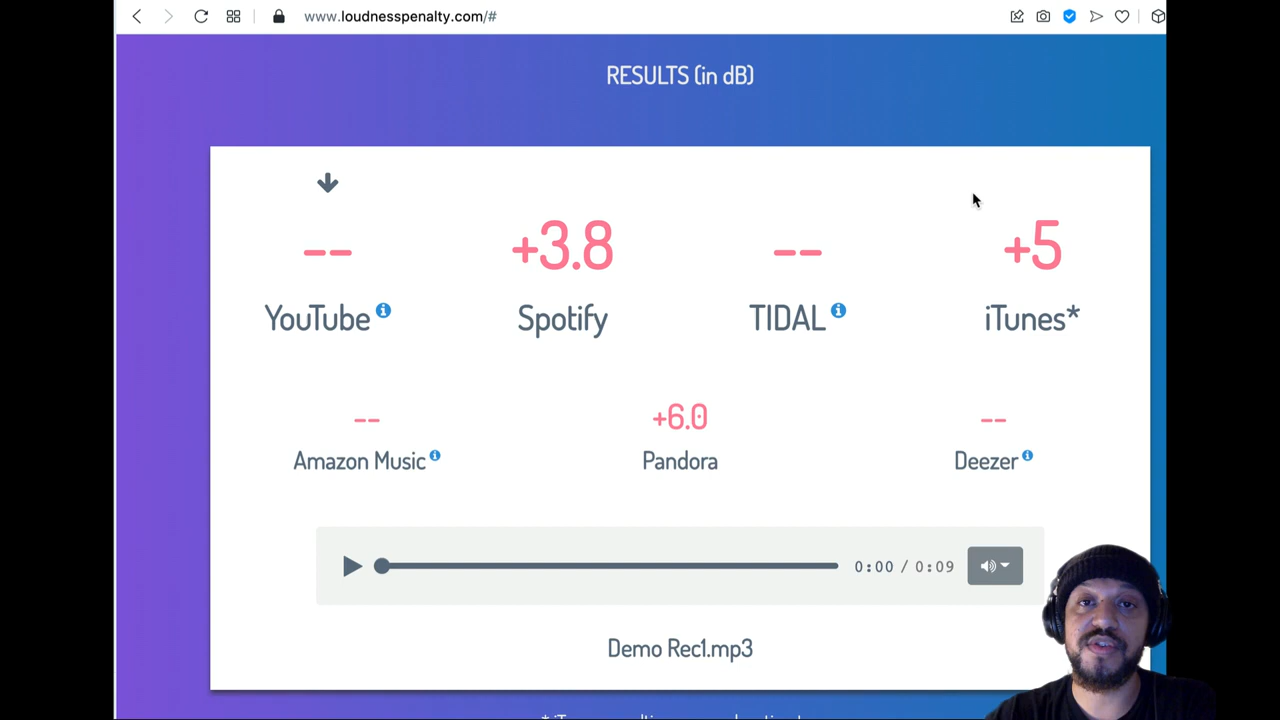 www.loudnesspenalty.com/#
RESULTS (in dB)
-- +3.8 -- +5
YouTube Spotify TIDAL iTunes*
-- +6.0 --
Amazon Music Pandora Deezer
0:00 / 0:09
Demo Rec1.mp3